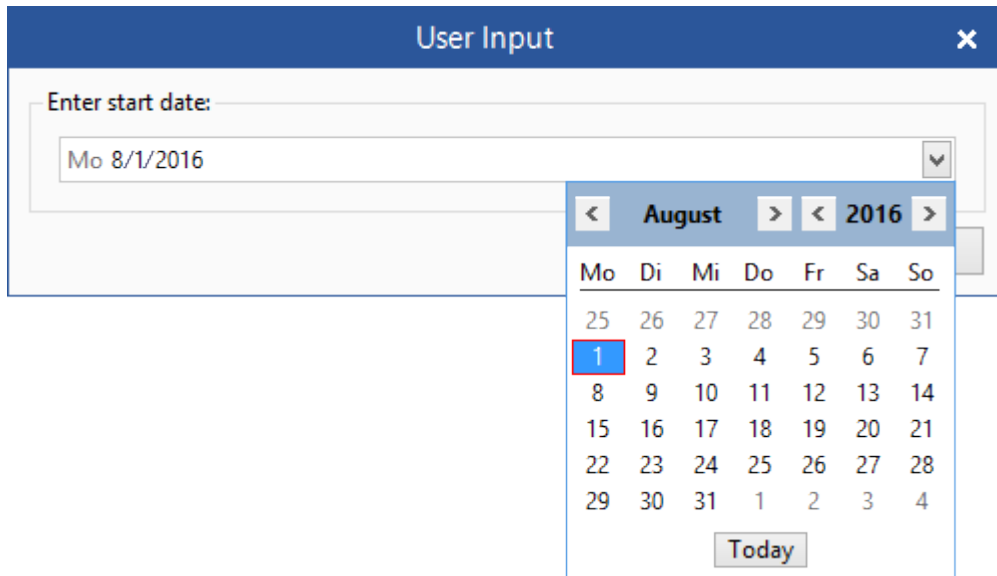 User Input
Enter start date:
Mo 8/1/2016
August 2016
Mo Di Mi Do Fr Sa So
25 26 27 28 29 30 31
1 2 3 4 5 6 7
8 9 10 11 12 13 14
15 16 17 18 19 20 21
22 23 24 25 26 27 28
29 30 31 1 2 3 4
Today